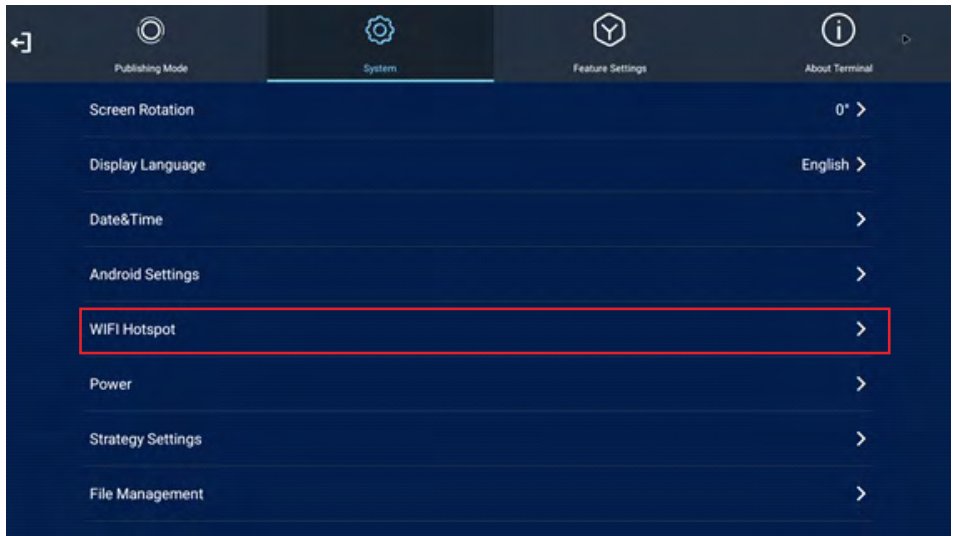 Publishing Mode
System
Feature Settings
About Terminal
Screen Rotation 0°
Display Language English
Date&Time
Android Settings
WIFI Hotspot
Power
Strategy Settings
File Management